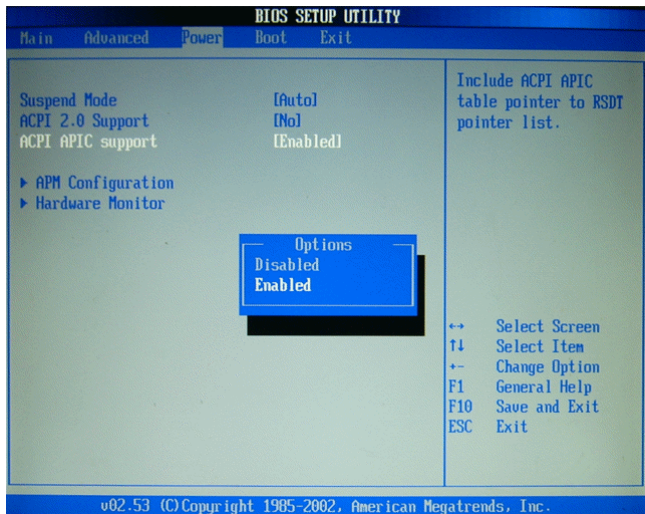 BIOS SETUP UTILITY
Main Advanced Power Boot Exit
Suspend Mode [Auto]
ACPI 2.0 Support [No]
ACPI APIC support [Enabled]
APM Configuration
Hardware Monitor
Options
Disabled
Enabled
Include ACPI APIC
table pointer to RSDT
pointer list.
↔ Select Screen
↑↓ Select Item
+- Change Option
F1 General Help
F10 Save and Exit
ESC Exit
v02.53 (C)Copyright 1985-2002, American Megatrends, Inc.